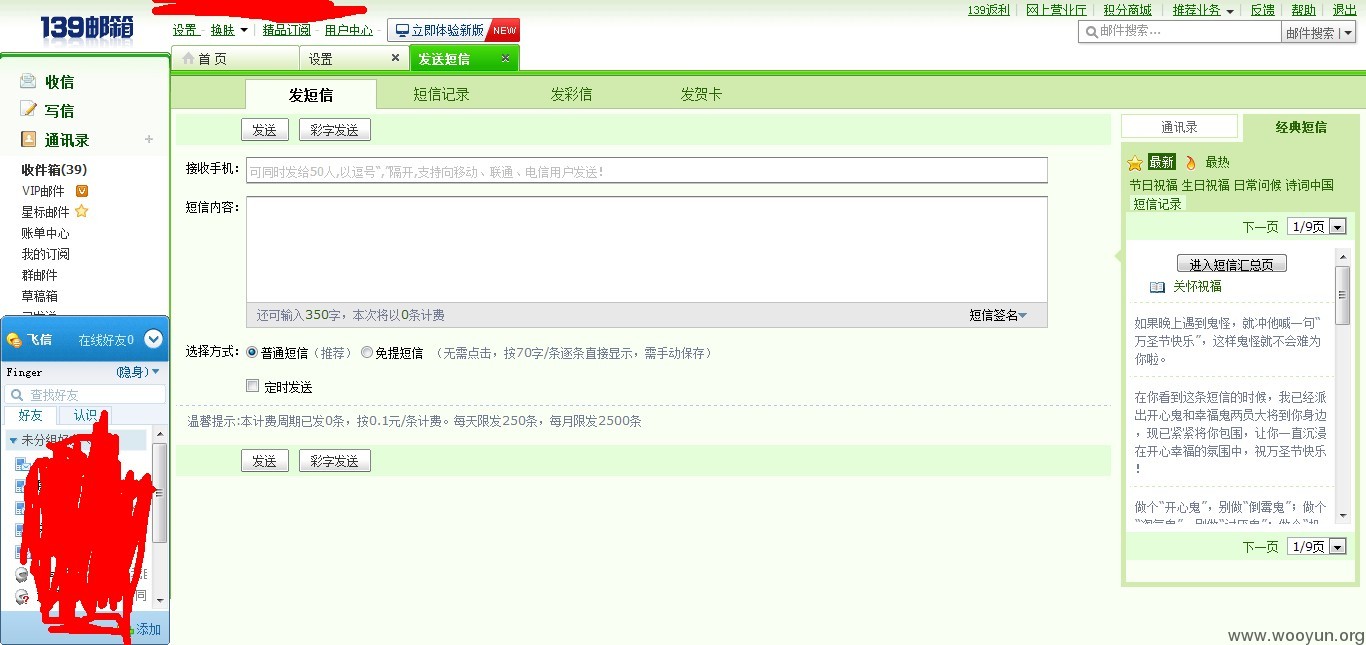 139邮箱
设置 换肤 精品订阅 用户中心 立即体验新版 NEW
139返利 网上营业厅 积分商城 推荐业务 反馈 帮助 退出
邮件搜索... 邮件搜索
首页 设置 发送短信
收信
写信
通讯录
收件箱(39)
VIP邮件
星标邮件
账单中心
我的订阅
群邮件
草稿箱
飞信 在线好友0
Finger (隐身)
查找好友
好友 认识
添加
发短信 短信记录 发彩信 发贺卡
发送 彩字发送
接收手机: 可同时发给50人,以逗号“,”隔开,支持向移动、联通、电信用户发送!
短信内容:
还可输入350字，本次将以0条计费 短信签名
选择方式: 普通短信（推荐） 免提短信 （无需点击，按70字/条逐条直接显示，需手动保存）
定时发送
温馨提示:本计费周期已发0条，按0.1元/条计费。每天限发250条，每月限发2500条
发送 彩字发送
通讯录 经典短信
最新 最热
节日祝福 生日祝福 日常问候 诗词中国
短信记录
下一页 1/9页
进入短信汇总页
关怀祝福
如果晚上遇到鬼怪，就冲他喊一句“
万圣节快乐”，这样鬼怪就不会难为
你啦。
在你看到这条短信的时候，我已经派
出开心鬼和幸福鬼两员大将到你身边
，现已紧紧将你包围，让你一直沉浸
在开心幸福的氛围中，祝万圣节快乐
！
做个“开心鬼”，别做“倒霉鬼”；做个
下一页 1/9页
www.wooyun.org